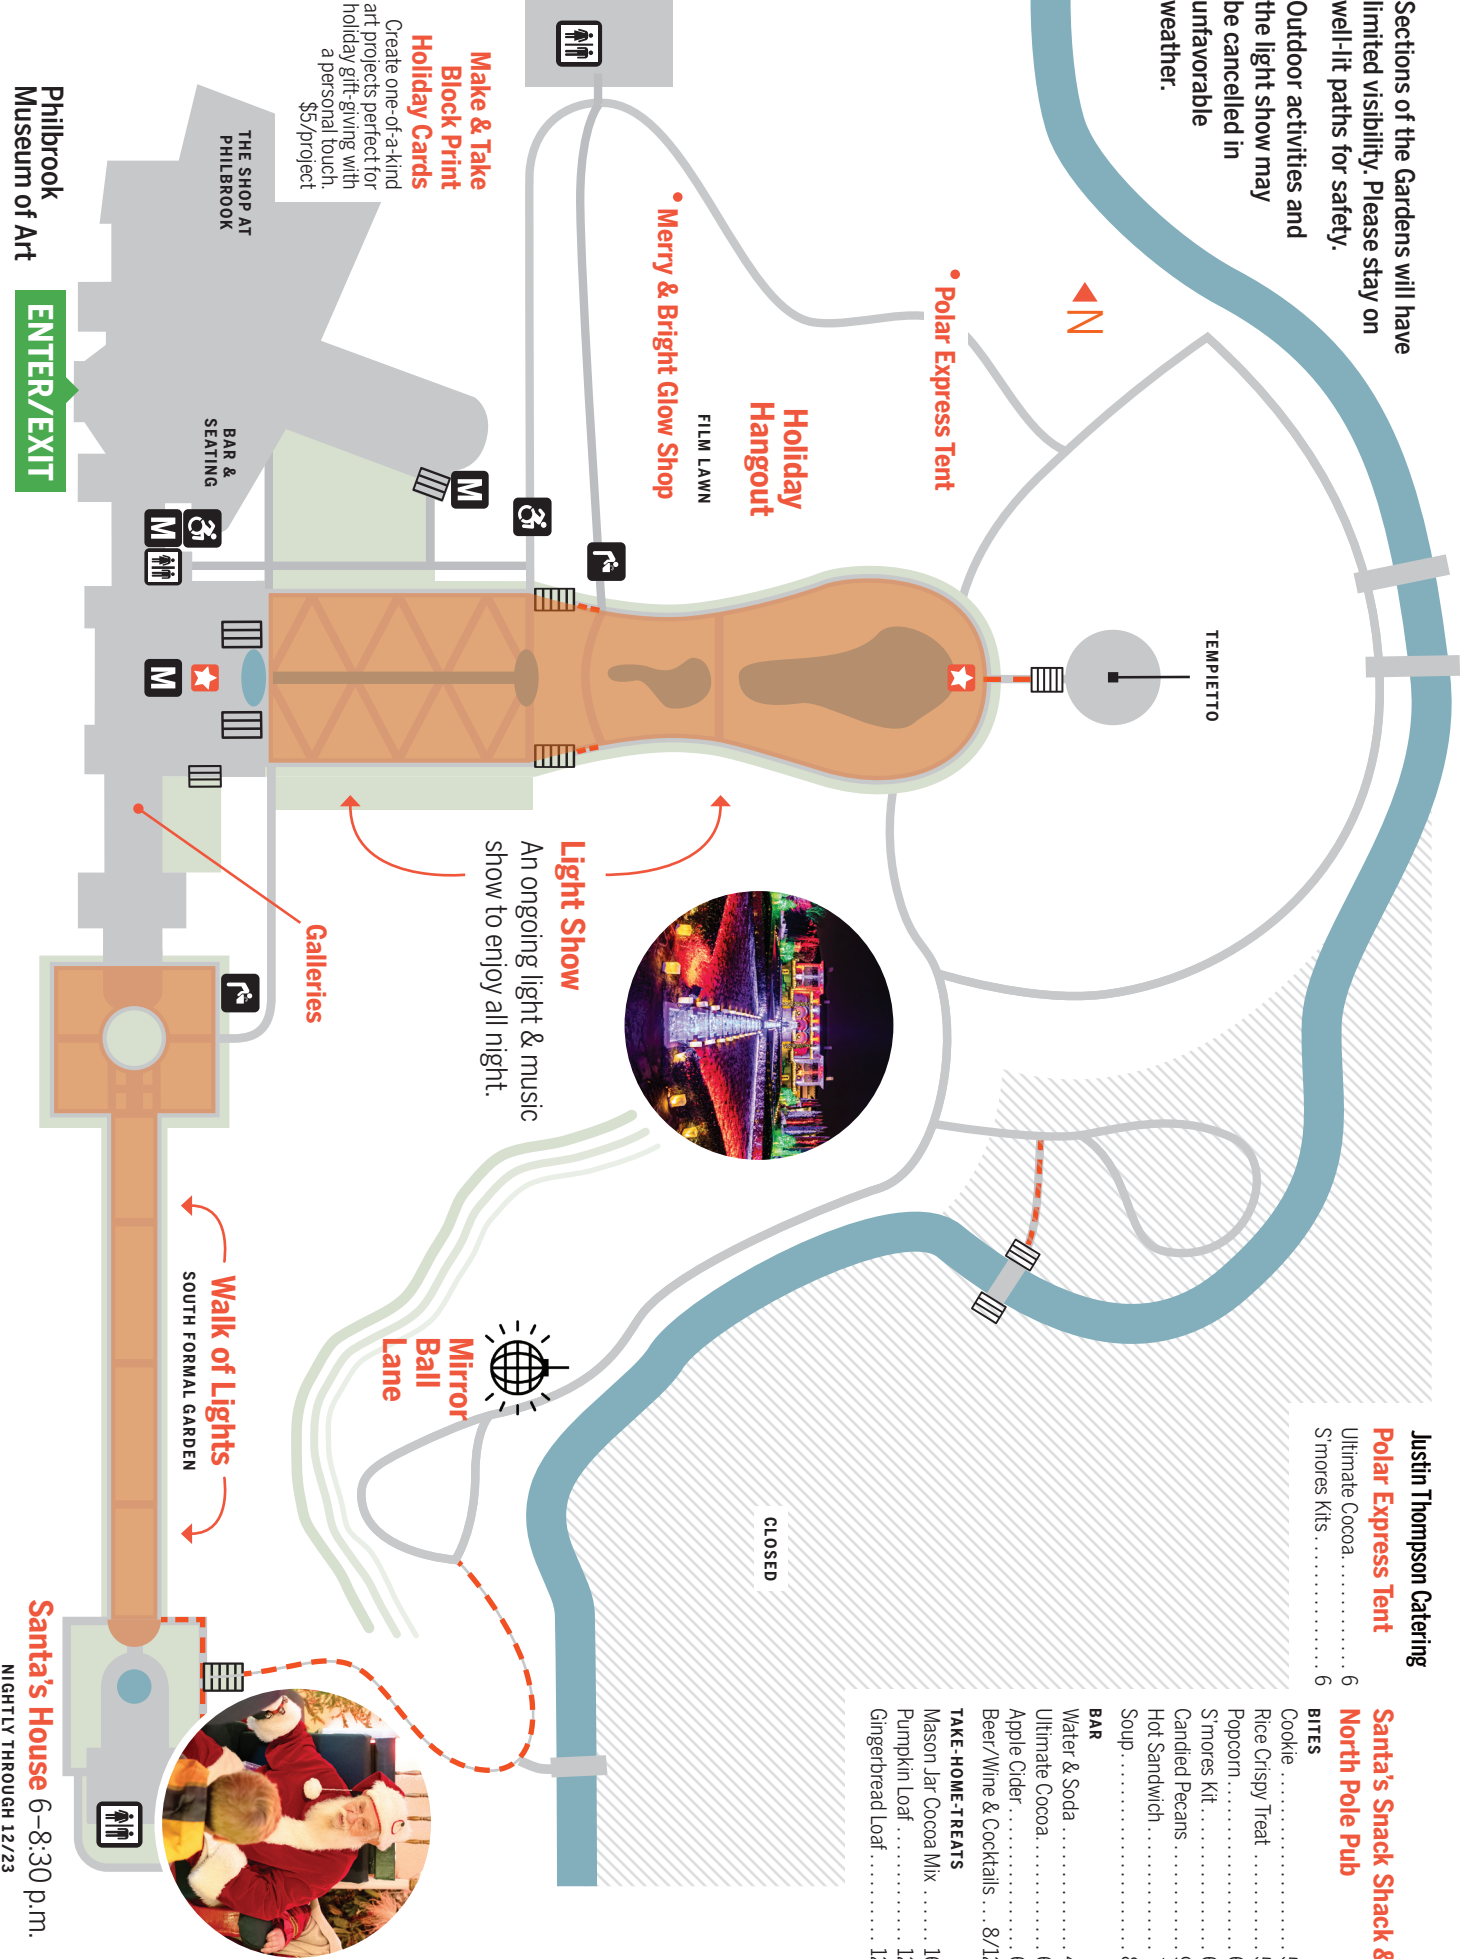 Sections of the Gardens will have
limited visibility. Please stay on
well-lit paths for safety.
Outdoor activities and
the light show may
be cancelled in
unfavorable
weather.
Justin Thompson Catering
Polar Express Tent
Ultimate Cocoa. . . . . . . . . . . 6
S'mores Kits. . . . . . . . . . . . . 6
Santa's Snack Shack &
North Pole Pub
BITES
Cookie
Rice Crispy Treat
Popcorn
S'mores Kit
Candied Pecans
Hot Sandwich
Soup
BAR
Water & Soda
Ultimate Cocoa
Apple Cider
Beer/Wine & Cocktails
TAKE-HOME-TREATS
Mason Jar Cocoa Mix
Pumpkin Loaf
Gingerbread Loaf
TEMPIETTO
N
Polar Express Tent
Holiday
Hangout
FILM LAWN
Merry & Bright Glow Shop
CLOSED
Light Show
An ongoing light & music
show to enjoy all night.
Make & Take
Block Print
Holiday Cards
Create one-of-a-kind
art projects perfect for
holiday gift-giving with
a personal touch.
$5/project
M
Mirror
Ball
Lane
Galleries
THE SHOP AT
PHILBROOK
BAR &
SEATING
M
M
Walk of Lights
SOUTH FORMAL GARDEN
Philbrook
Museum of Art
ENTER/EXIT
Santa's House 6–8:30 p.m.
NIGHTLY THROUGH 12/23